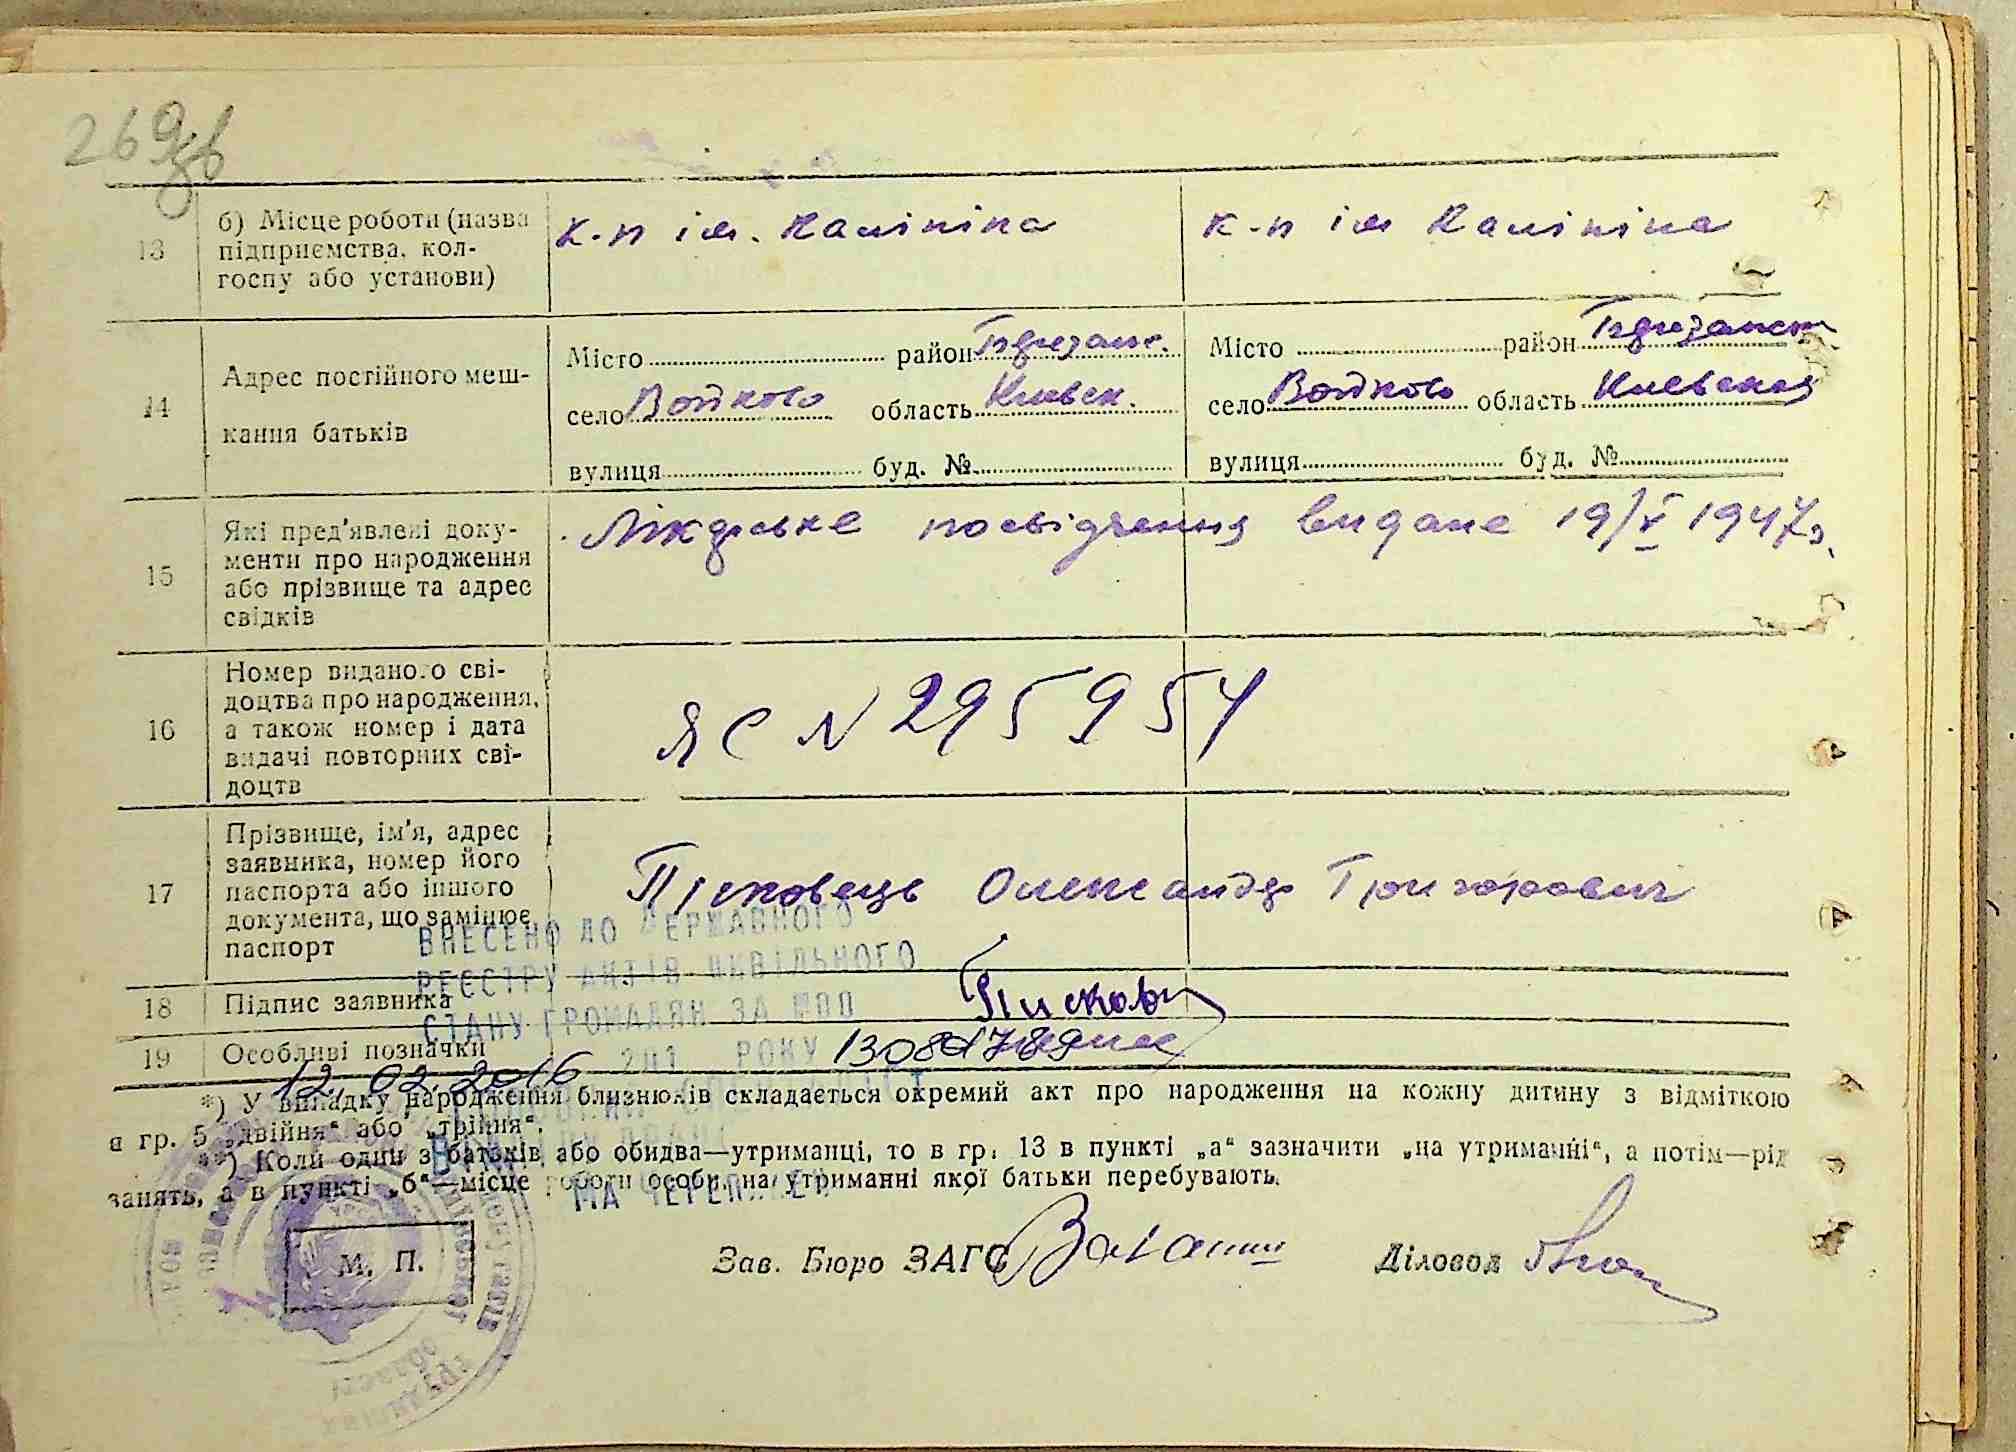 269 зв
13 б) Місце роботи (назва підприємства, колгоспу або установи)
к-п ім. Калініна
к-п ім Калініна
14 Адрес постійного мешкання батьків
Місто район
село Войково область Киевск.
вулиця буд. №
Місто район
село Войково область Киевская
вулиця буд. №
15 Які пред'явлені документи про народження або прізвище та адрес свідків
Лікарське посвідчення видане 19/X 1947р.
16 Номер виданого свідоцтва про народження, а також номер і дата видачі повторних свідоцтв
ЯС N 295954
17 Прізвище, ім'я, адрес заявника, номер його паспорта або іншого документа, що замінює паспорт
Пісковець Олександр Григорович
18 Підпис заявника
19 Особливі позначки
ВНЕСЕНО ДО ДЕРЖАВНОГО
РЕЄСТРУ АКТІВ ЦИВІЛЬНОГО
СТАНУ ГРОМАДЯН ЗА
РОКУ
12.02.2016
*) У випадку народження близнюків складається окремий акт про народження на кожну дитину з відміткою
в гр. 5 „двійня“ або „трійня“.
**) Коли один з батьків або обидва—утриманці, то в гр. 13 в пункті „а“ зазначити „на утриманні“, а потім—рід
занять, а в пункті „б“—місце роботи особи, на утриманні якої батьки перебувають.
М. П.
Зав. Бюро ЗАГС
Діловод